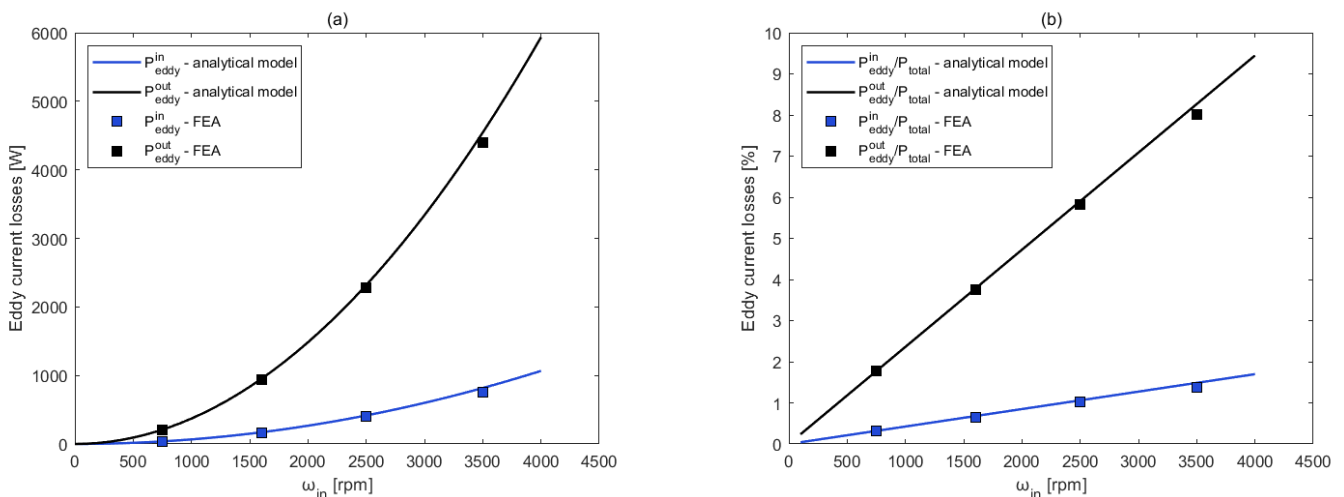 (a)
6000
5000
4000
3000
2000
1000
0
Eddy current losses [W]
P^in_eddy - analytical model
P^out_eddy - analytical model
P^in_eddy - FEA
P^out_eddy - FEA
0 500 1000 1500 2000 2500 3000 3500 4000 4500
ω_in [rpm]
(b)
10
9
8
7
6
5
4
3
2
1
0
Eddy current losses [%]
P^in_eddy/P_total - analytical model
P^out_eddy/P_total - analytical model
P^in_eddy/P_total - FEA
P^out_eddy/P_total - FEA
0 500 1000 1500 2000 2500 3000 3500 4000 4500
ω_in [rpm]